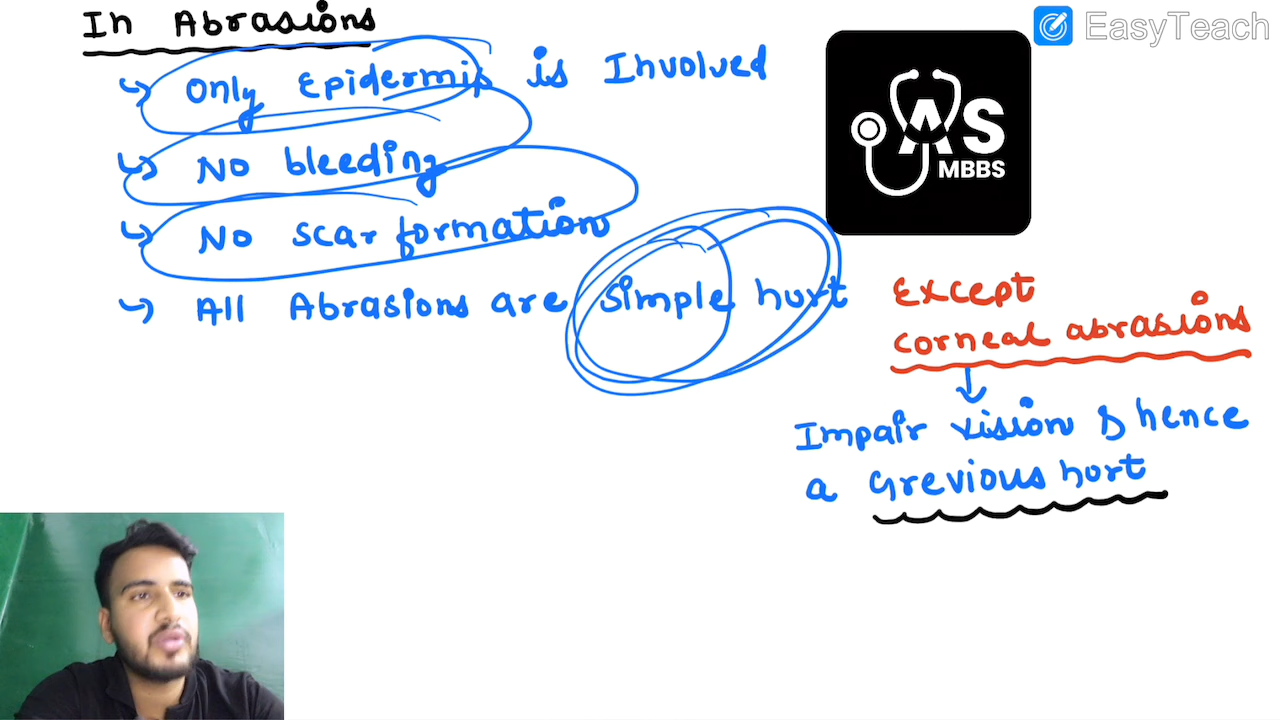 In Abrasions
EasyTeach
↳ Only Epidermis is Involved
↳ No bleeding
↳ No scar formation
↳ All Abrasions are simple hurt
AS
MBBS
Except
corneal abrasions
↓
Impair vision & hence
a Grevious hurt